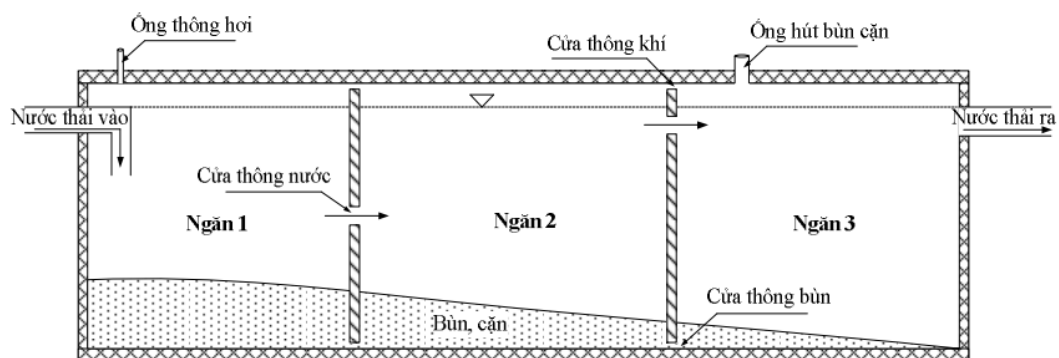 Ống thông hơi
Cửa thông khí
Ống hút bùn cặn
Nước thải vào
Nước thải ra
Cửa thông nước
Ngăn 1
Ngăn 2
Ngăn 3
Cửa thông bùn
Bùn, cặn